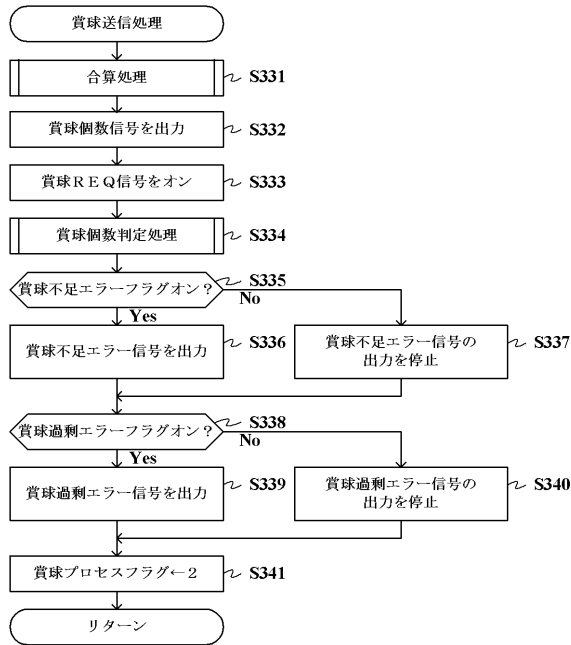 賞球送信処理
合算処理
S331
賞球個数信号を出力
S332
賞球ＲＥＱ信号をオン
S333
賞球個数判定処理
S334
賞球不足エラーフラグオン？
S335
No
Yes
賞球不足エラー信号を出力
S336
賞球不足エラー信号の
出力を停止
S337
賞球過剰エラーフラグオン？
S338
No
Yes
賞球過剰エラー信号を出力
S339
賞球過剰エラー信号の
出力を停止
S340
賞球プロセスフラグ←２
S341
リターン